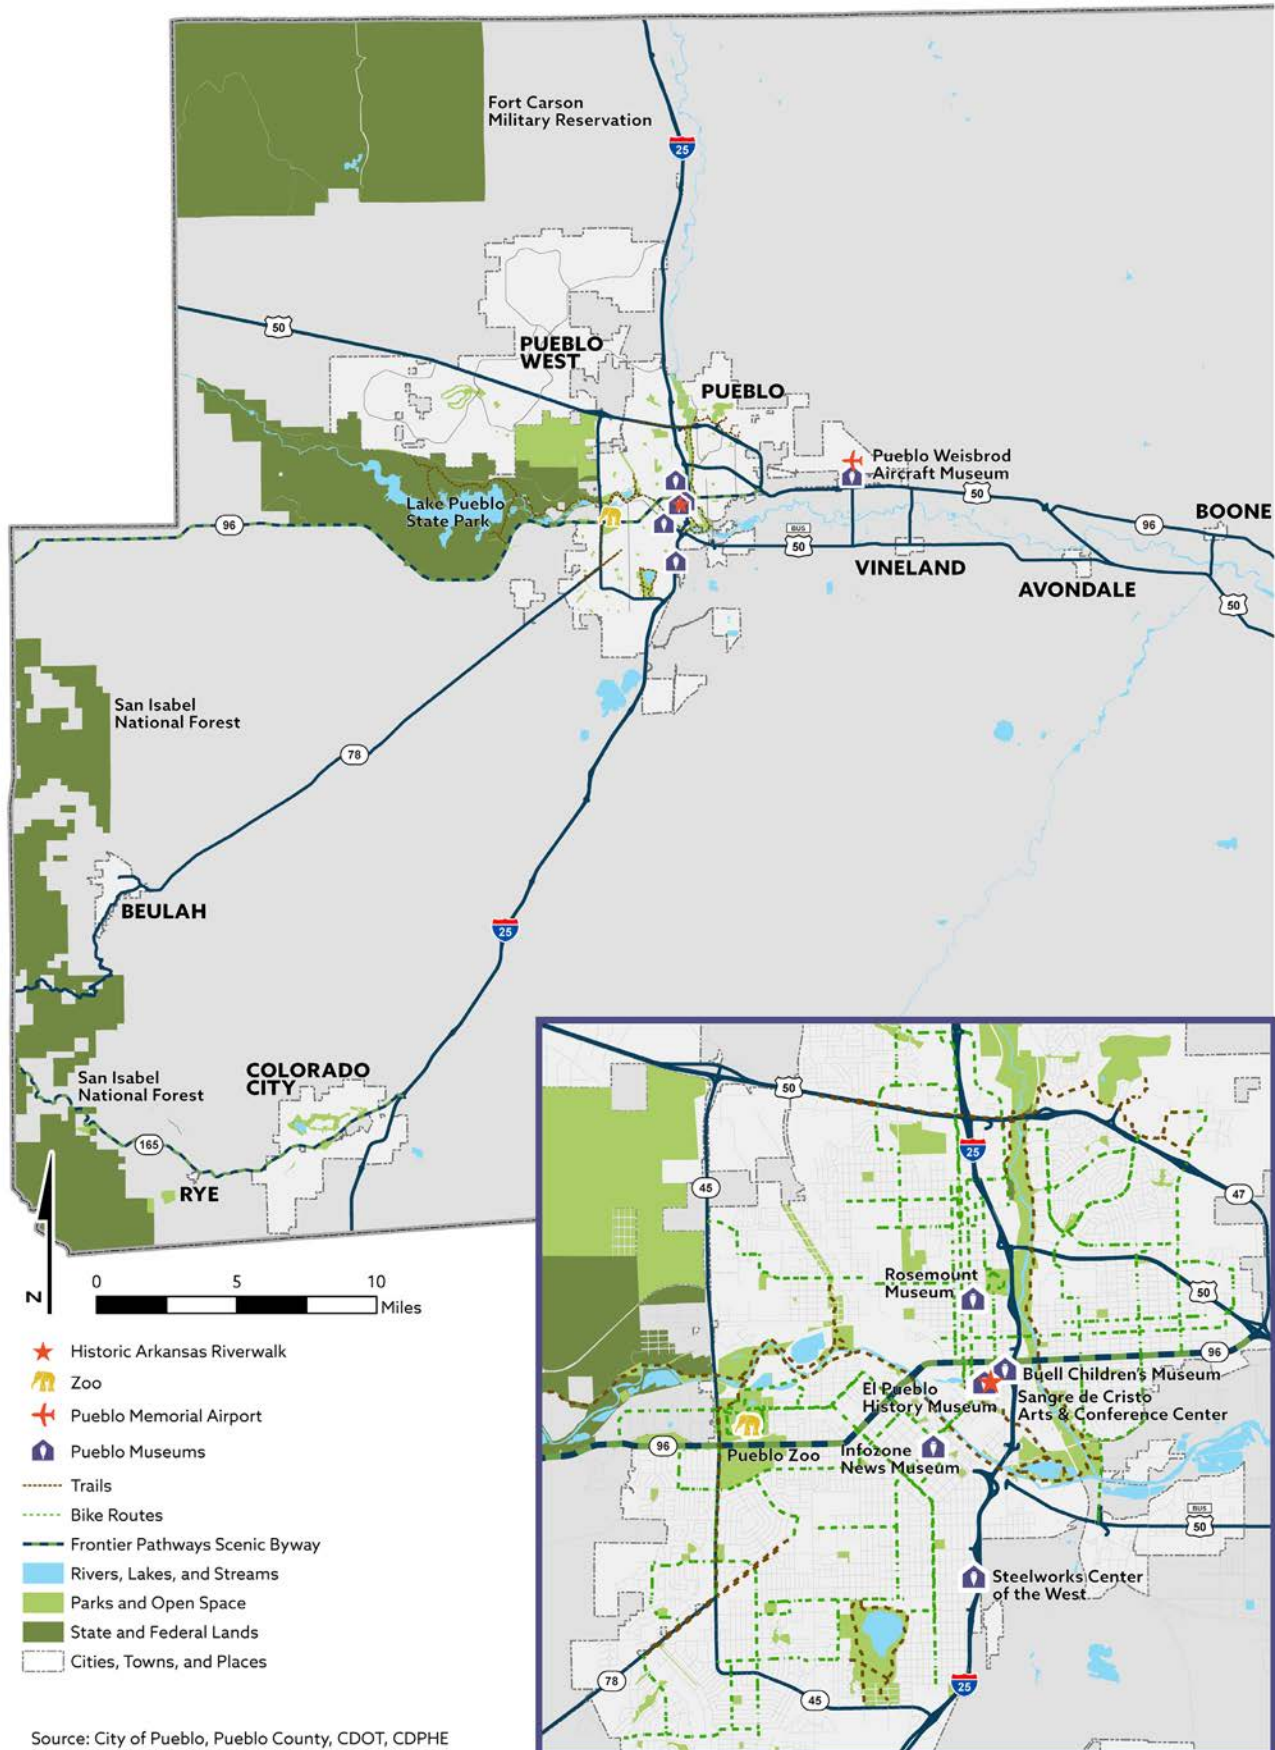 Fort Carson
Military Reservation
25
50
PUEBLO
WEST
PUEBLO
Pueblo Weisbrod
Aircraft Museum
50
Lake Pueblo
State Park
96
96
BOONE
BUS
50
VINELAND
AVONDALE
50
San Isabel
National Forest
78
BEULAH
25
San Isabel
National Forest
COLORADO
CITY
165
RYE
N
0 5 10
Miles
Historic Arkansas Riverwalk
Zoo
Pueblo Memorial Airport
Pueblo Museums
Trails
Bike Routes
Frontier Pathways Scenic Byway
Rivers, Lakes, and Streams
Parks and Open Space
State and Federal Lands
Cities, Towns, and Places
Source: City of Pueblo, Pueblo County, CDOT, CDPHE
50
25
45
47
Rosemount
Museum
50
96
Buell Children's Museum
El Pueblo
History Museum
Sangre de Cristo
Arts & Conference Center
96
Pueblo Zoo
Infozone
News Museum
BUS
50
Steelworks Center
of the West
78
45
25